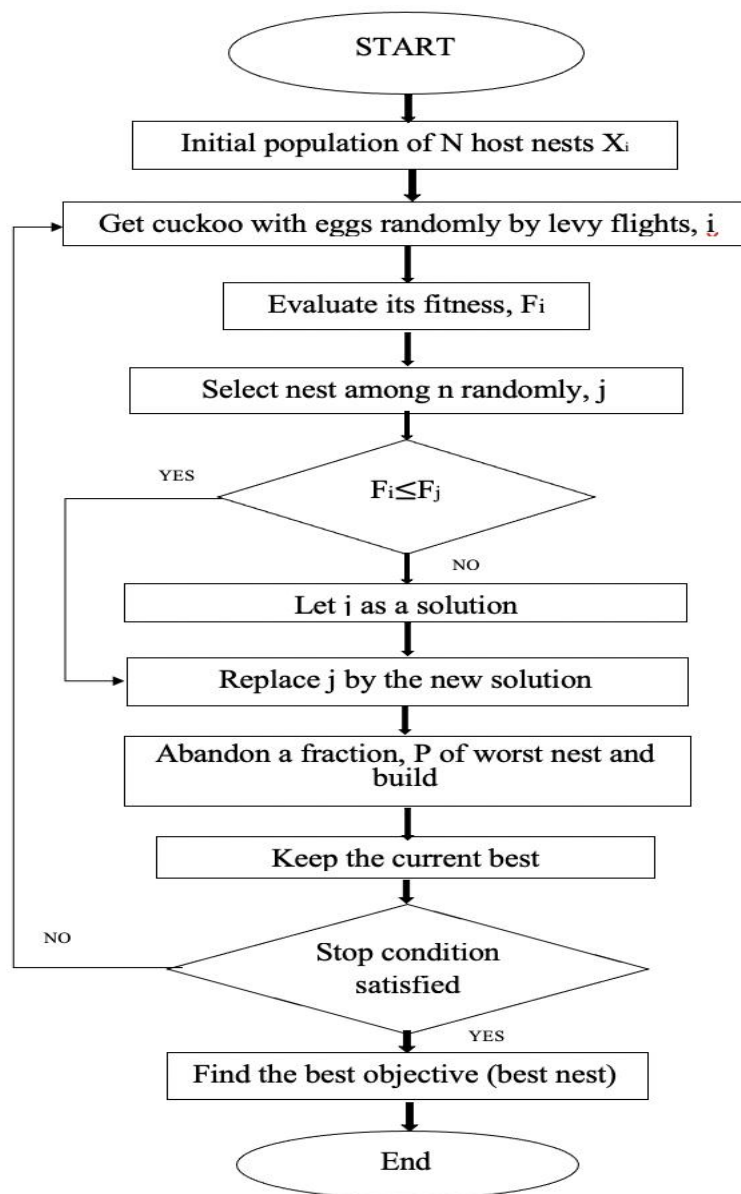 START
Initial population of N host nests Xi
Get cuckoo with eggs randomly by levy flights, i
Evaluate its fitness, Fi
Select nest among n randomly, j
YES
Fi≤Fj
NO
Let j as a solution
Replace j by the new solution
Abandon a fraction, P of worst nest and
build
Keep the current best
NO
Stop condition
satisfied
YES
Find the best objective (best nest)
End